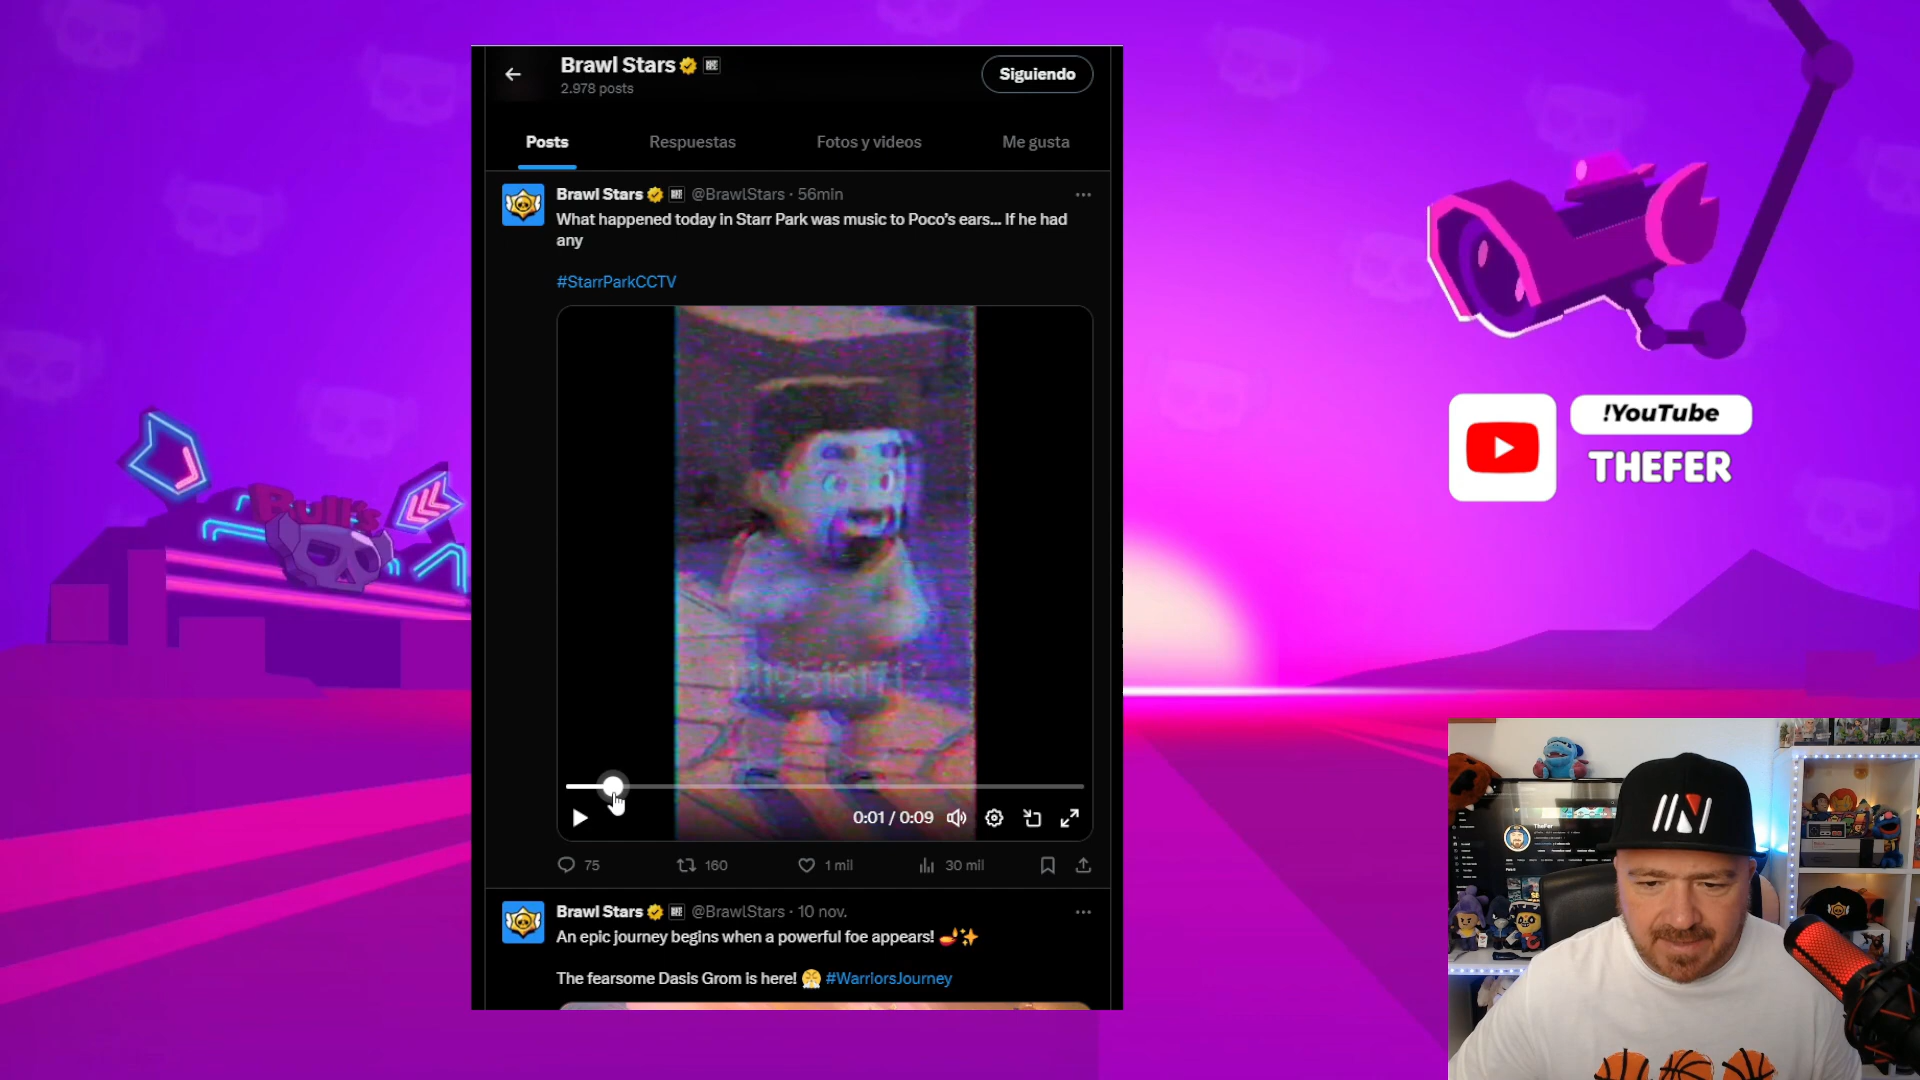 Brawl Stars
2.978 posts
Siguiendo
Posts
Respuestas
Fotos y videos
Me gusta
Brawl Stars @BrawlStars · 56min
What happened today in Starr Park was music to Poco's ears... If he had
any
#StarrParkCCTV
0:01 / 0:09
75
160
1 mil
30 mil
Brawl Stars @BrawlStars · 10 nov.
An epic journey begins when a powerful foe appears!
The fearsome Dasis Grom is here! #WarriorsJourney
Bull's
!YouTube
THEFER